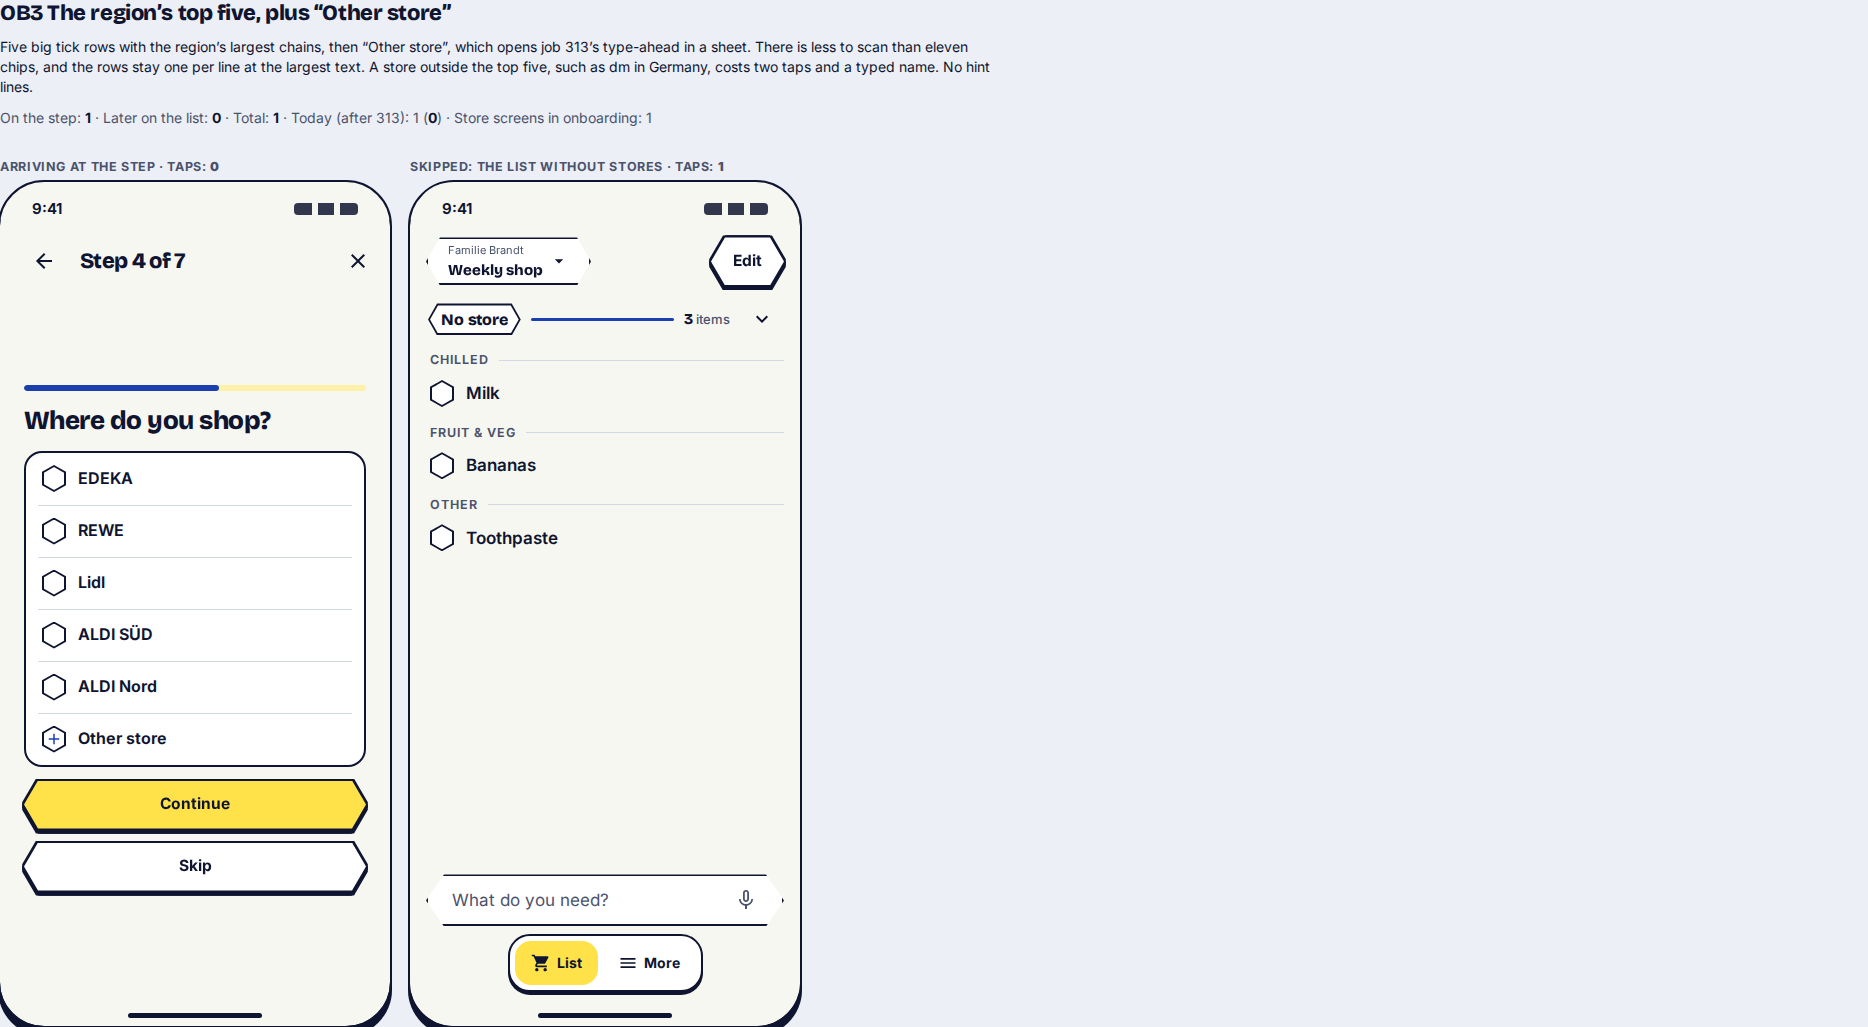 OB3 The region’s top five, plus “Other store”
Five big tick rows with the region’s largest chains, then “Other store”, which opens job 313’s type-ahead in a sheet. There is less to scan than eleven
chips, and the rows stay one per line at the largest text. A store outside the top five, such as dm in Germany, costs two taps and a typed name. No hint
lines.
On the step: 1 · Later on the list: 0 · Total: 1 · Today (after 313): 1 (0) · Store screens in onboarding: 1
ARRIVING AT THE STEP · TAPS: 0
9:41
Step 4 of 7
Where do you shop?
EDEKA
REWE
Lidl
ALDI SÜD
ALDI Nord
Other store
Continue
Skip
SKIPPED: THE LIST WITHOUT STORES · TAPS: 1
9:41
Familie Brandt
Weekly shop
Edit
No store
3 items
CHILLED
Milk
FRUIT & VEG
Bananas
OTHER
Toothpaste
What do you need?
List
More